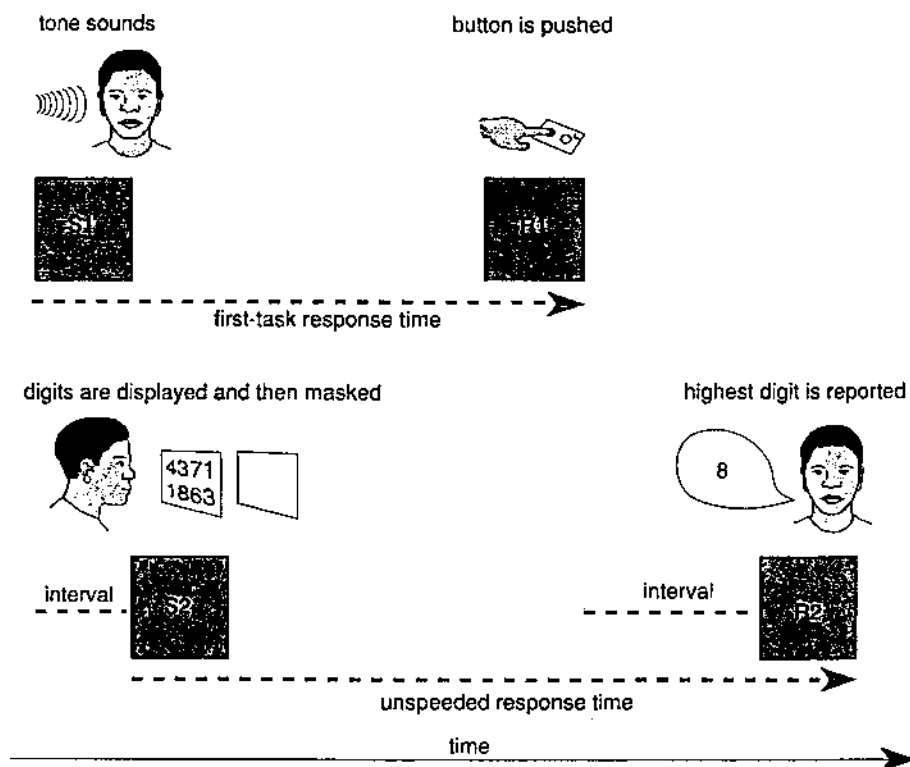 tone sounds
button is pushed
S1
R1
first-task response time
digits are displayed and then masked
highest digit is reported
4371
1863
8
interval
S2
interval
R2
unspeeded response time
time